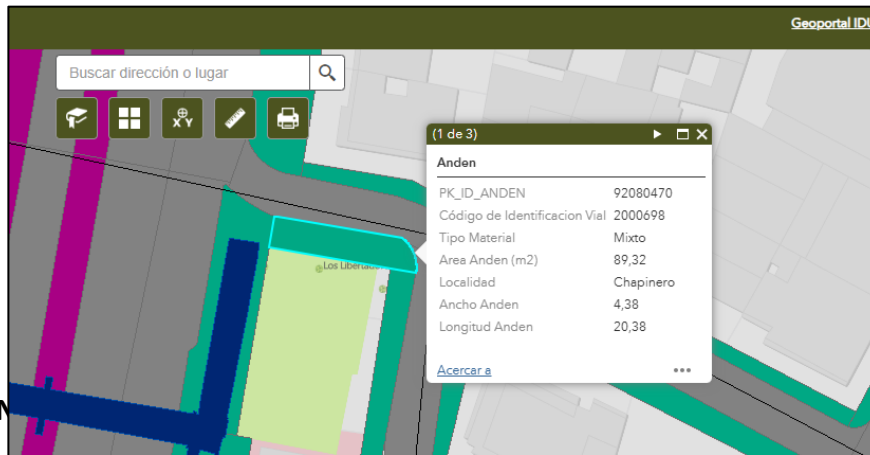 Geoportal IDU
Buscar dirección o lugar
X Y
(1 de 3)
Anden
PK_ID_ANDEN 92080470
Código de Identificacion Vial 2000698
Tipo Material Mixto
Area Anden (m2) 89,32
Localidad Chapinero
Ancho Anden 4,38
Longitud Anden 20,38
Acercar a
Los
N